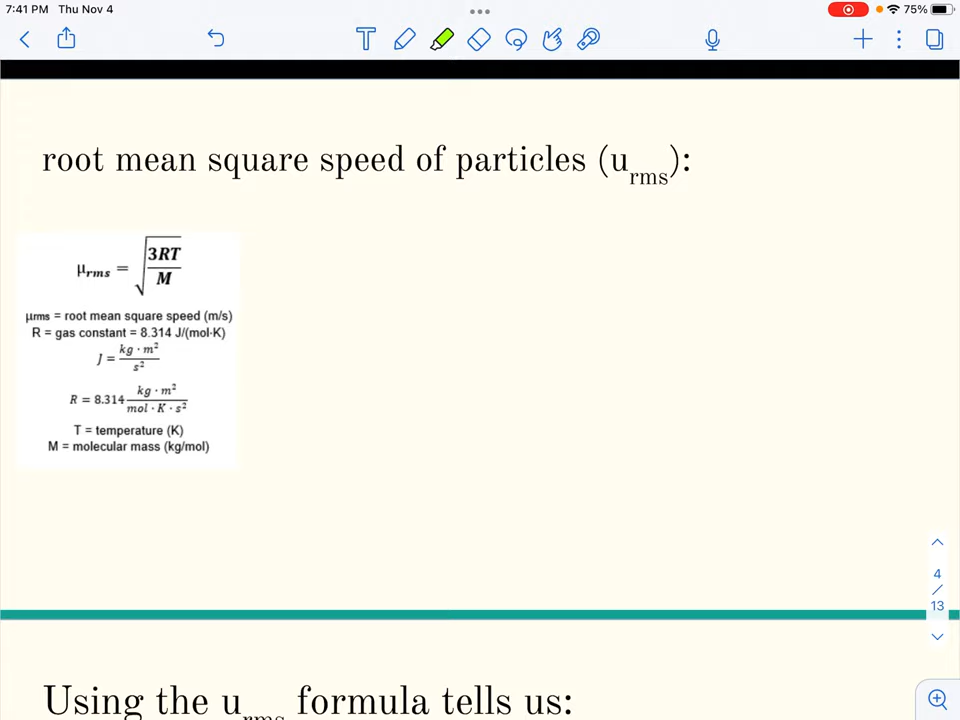 7:41 PM Thu Nov 4
75%
root mean square speed of particles (u_rms):
μrms = √(3RT/M)
μrms = root mean square speed (m/s)
R = gas constant = 8.314 J/(mol·K)
J = kg · m²/s²
R = 8.314 kg · m²/mol · K · s²
T = temperature (K)
M = molecular mass (kg/mol)
4
/
13
Using the u_rms formula tells us: